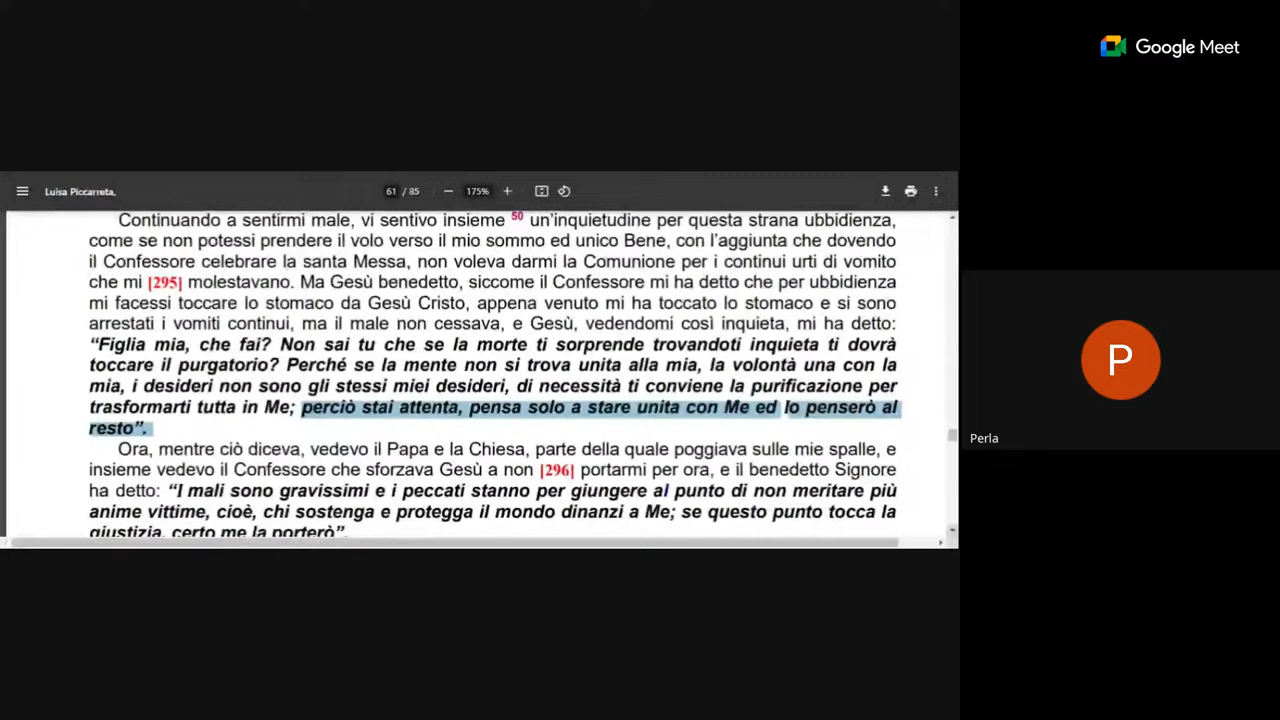 Google Meet
Luisa Piccarreta,
61 / 85
175%
Continuando a sentirmi male, vi sentivo insieme 50 un’inquietudine per questa strana ubbidienza,
come se non potessi prendere il volo verso il mio sommo ed unico Bene, con l’aggiunta che dovendo
il Confessore celebrare la santa Messa, non voleva darmi la Comunione per i continui urti di vomito
che mi [295] molestavano. Ma Gesù benedetto, siccome il Confessore mi ha detto che per ubbidienza
mi facessi toccare lo stomaco da Gesù Cristo, appena venuto mi ha toccato lo stomaco e si sono
arrestati i vomiti continui, ma il male non cessava, e Gesù, vedendomi così inquieta, mi ha detto:
“Figlia mia, che fai? Non sai tu che se la morte ti sorprende trovandoti inquieta ti dovrà
toccare il purgatorio? Perché se la mente non si trova unita alla mia, la volontà una con la
mia, i desideri non sono gli stessi miei desideri, di necessità ti conviene la purificazione per
trasformarti tutta in Me; perciò stai attenta, pensa solo a stare unita con Me ed Io penserò al
resto”.
Ora, mentre ciò diceva, vedevo il Papa e la Chiesa, parte della quale poggiava sulle mie spalle, e
insieme vedevo il Confessore che sforzava Gesù a non [296] portarmi per ora, e il benedetto Signore
ha detto: “I mali sono gravissimi e i peccati stanno per giungere al punto di non meritare più
anime vittime, cioè, chi sostenga e protegga il mondo dinanzi a Me; se questo punto tocca la
giustizia, certo me la porterò”.
P
Perla